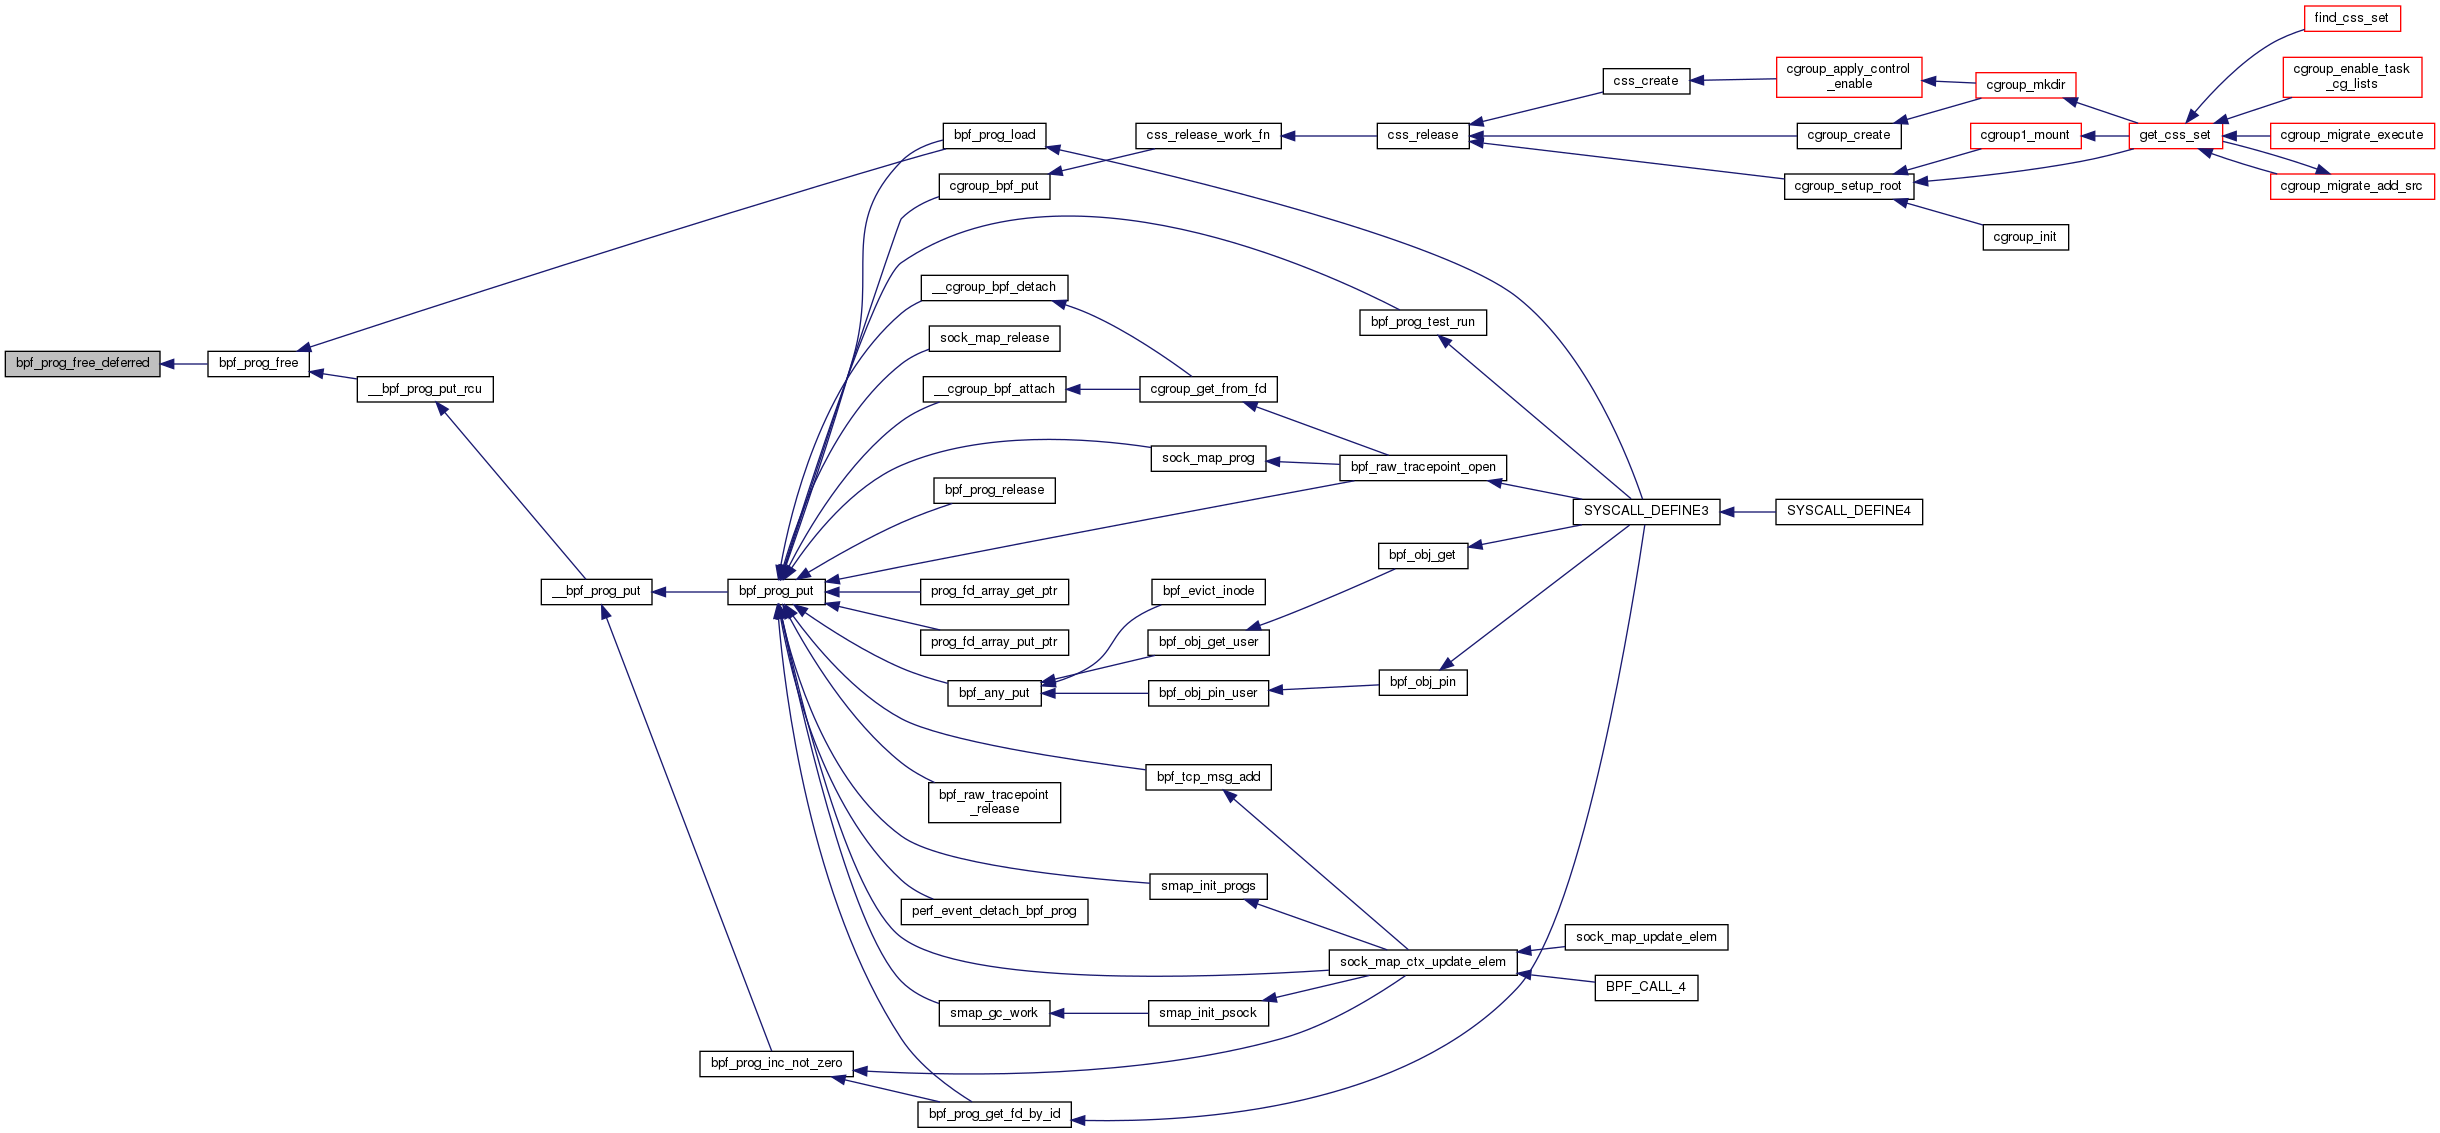 find_css_set
cgroup_enable_task
_cg_lists
css_create
cgroup_apply_control
_enable
cgroup_mkdir
bpf_prog_load
css_release_work_fn
css_release
cgroup_create
cgroup1_mount
get_css_set
cgroup_migrate_execute
cgroup_bpf_put
cgroup_setup_root
cgroup_migrate_add_src
cgroup_init
__cgroup_bpf_detach
bpf_prog_test_run
sock_map_release
bpf_prog_free_deferred
bpf_prog_free
__bpf_prog_put_rcu
__cgroup_bpf_attach
cgroup_get_from_fd
sock_map_prog
bpf_raw_tracepoint_open
bpf_prog_release
SYSCALL_DEFINE3
SYSCALL_DEFINE4
bpf_obj_get
__bpf_prog_put
bpf_prog_put
prog_fd_array_get_ptr
bpf_evict_inode
prog_fd_array_put_ptr
bpf_obj_get_user
bpf_any_put
bpf_obj_pin_user
bpf_obj_pin
bpf_tcp_msg_add
bpf_raw_tracepoint
_release
smap_init_progs
perf_event_detach_bpf_prog
sock_map_update_elem
sock_map_ctx_update_elem
BPF_CALL_4
smap_gc_work
smap_init_psock
bpf_prog_inc_not_zero
bpf_prog_get_fd_by_id